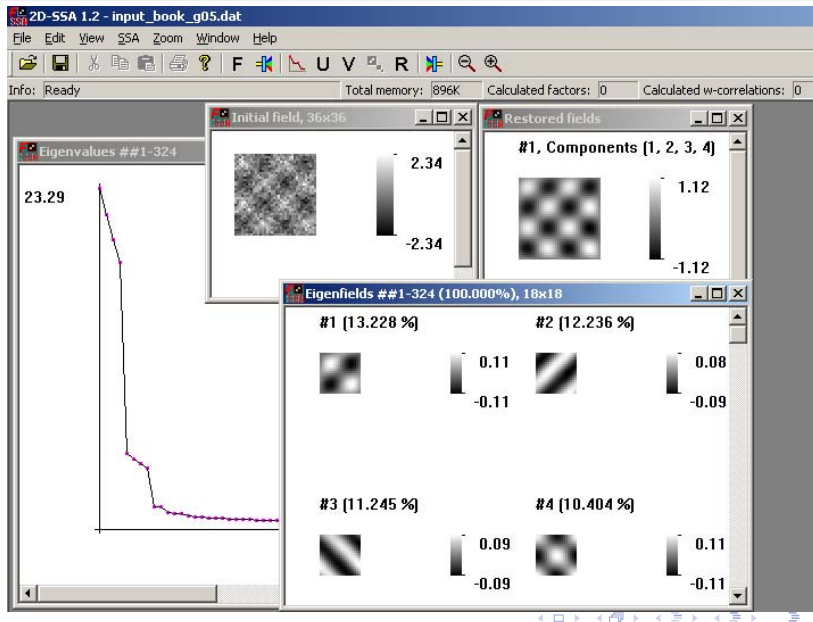 2D-SSA 1.2 - input_book_g05.dat
File Edit View SSA Zoom Window Help
F U V R
Info: Ready Total memory: 896K Calculated factors: 0 Calculated w-correlations: 0
Eigenvalues ##1-324
23.29
Initial field, 36x36
2.34
-2.34
Restored fields
#1, Components (1, 2, 3, 4)
1.12
-1.12
Eigenfields ##1-324 (100.000%), 18x18
#1 (13.228 %) #2 (12.236 %)
0.11 0.08
-0.11 -0.09
#3 (11.245 %) #4 (10.404 %)
0.09 0.11
-0.09 -0.11